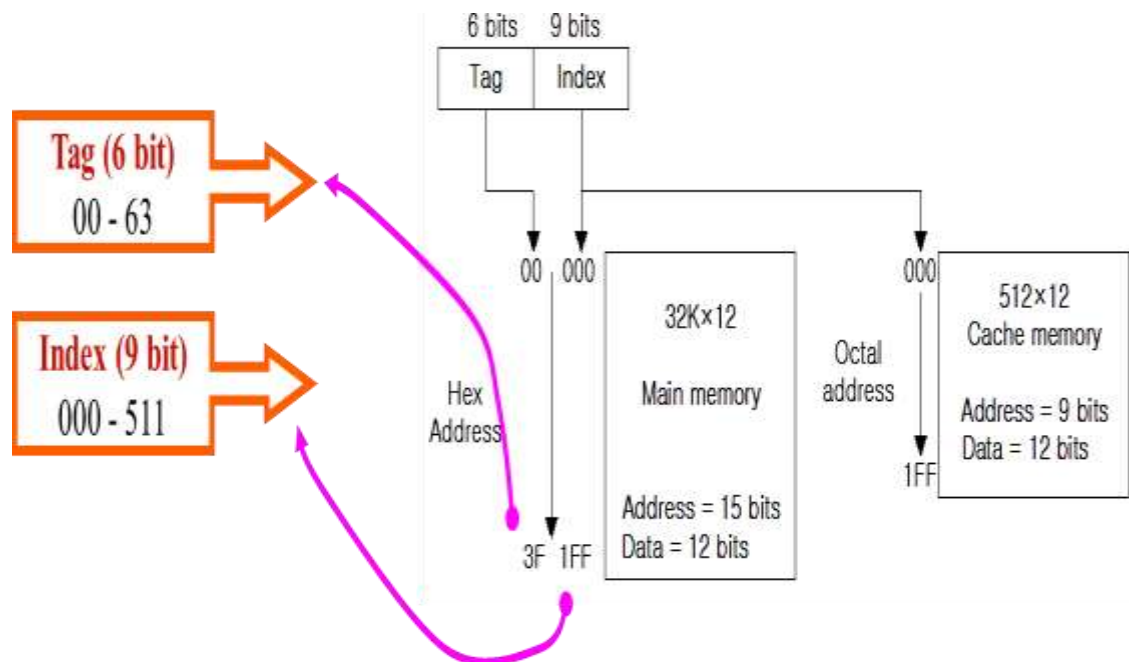 6 bits 9 bits
Tag Index
Tag (6 bit)
00 - 63
00 000
000
Index (9 bit)
000 - 511
Hex
Address
3F 1FF
32K×12
Main memory
Address = 15 bits
Data = 12 bits
Octal
address
1FF
512×12
Cache memory
Address = 9 bits
Data = 12 bits